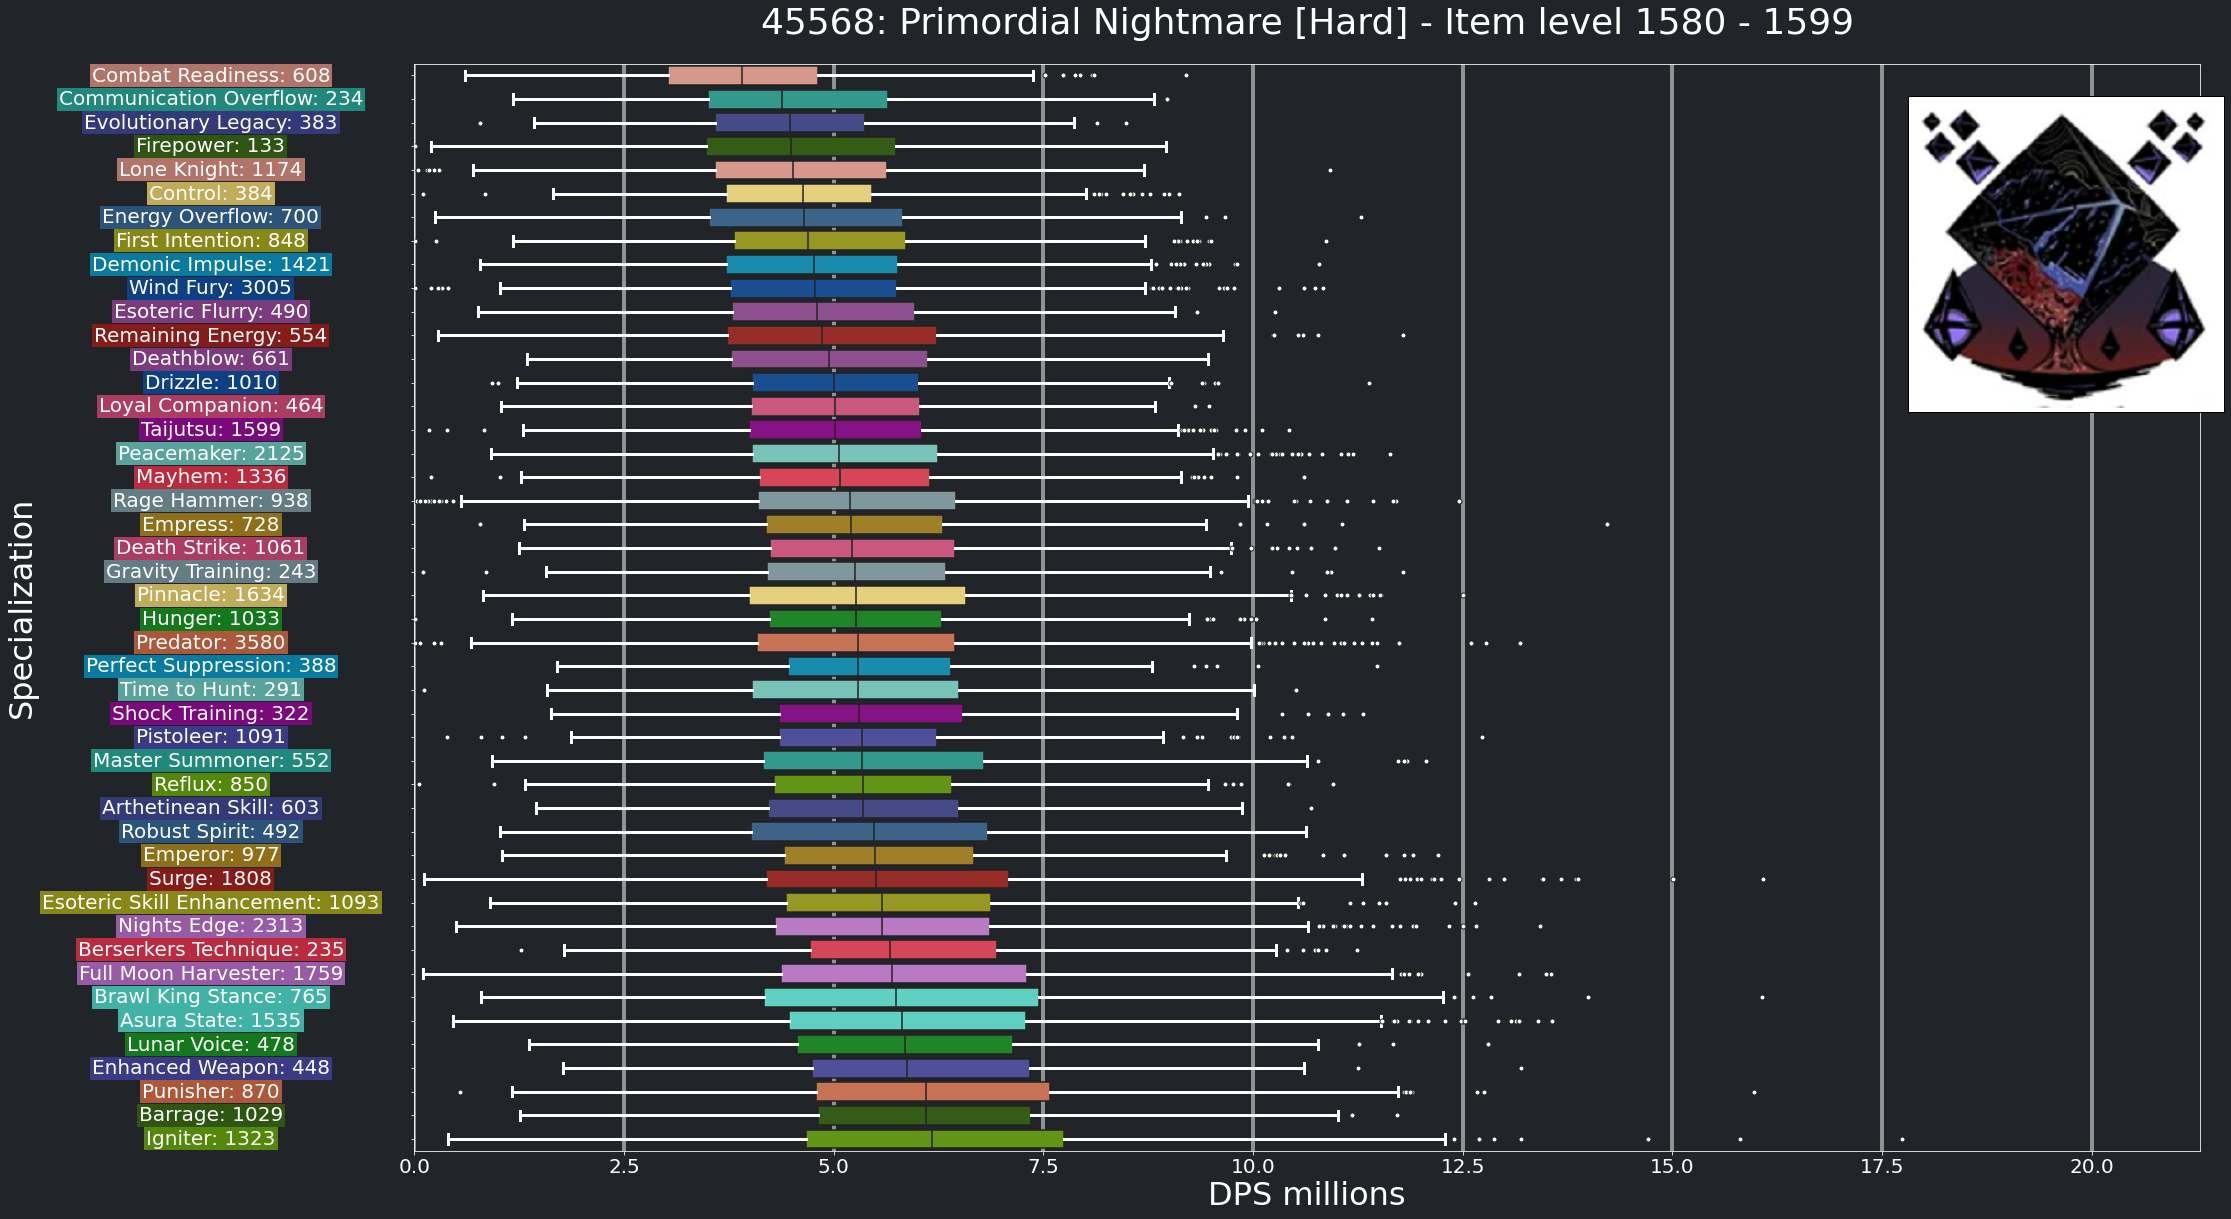 45568: Primordial Nightmare [Hard] - Item level 1580 - 1599
Combat Readiness: 608
Communication Overflow: 234
Evolutionary Legacy: 383
Firepower: 133
Lone Knight: 1174
Control: 384
Energy Overflow: 700
First Intention: 848
Demonic Impulse: 1421
Wind Fury: 3005
Esoteric Flurry: 490
Remaining Energy: 554
Deathblow: 661
Drizzle: 1010
Loyal Companion: 464
Taijutsu: 1599
Peacemaker: 2125
Mayhem: 1336
Rage Hammer: 938
Empress: 728
Death Strike: 1061
Gravity Training: 243
Pinnacle: 1634
Hunger: 1033
Predator: 3580
Perfect Suppression: 388
Time to Hunt: 291
Shock Training: 322
Pistoleer: 1091
Master Summoner: 552
Reflux: 850
Arthetinean Skill: 603
Robust Spirit: 492
Emperor: 977
Surge: 1808
Esoteric Skill Enhancement: 1093
Nights Edge: 2313
Berserkers Technique: 235
Full Moon Harvester: 1759
Brawl King Stance: 765
Asura State: 1535
Lunar Voice: 478
Enhanced Weapon: 448
Punisher: 870
Barrage: 1029
Igniter: 1323
Specialization
0.0 2.5 5.0 7.5 10.0 12.5 15.0 17.5 20.0
DPS millions